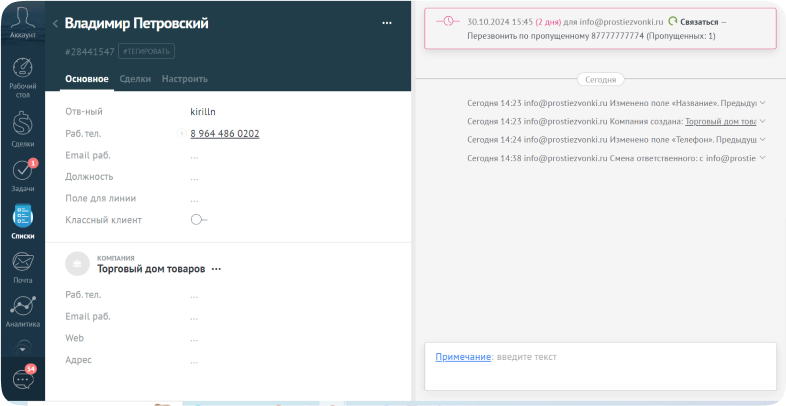 Аккаунт
Рабочий
стол
Сделки
1
Задачи
Списки
Почта
Аналитика
34
Владимир Петровский
#28441547 #ТЕГИРОВАТЬ
Основное Сделки Настроить
Отв-ный kirilln
Раб. тел. 8 964 486 0202
Email раб. ...
Должность ...
Поле для линии ...
Классный клиент
КОМПАНИЯ
Торговый дом товаров ...
Раб. тел. ...
Email раб. ...
Web ...
Адрес ...
30.10.2024 15:45 (2 дня) для info@prostiezvonki.ru Связаться —
Перезвонить по пропущенному 87777777774 (Пропущенных: 1)
Сегодня
Сегодня 14:23 info@prostiezvonki.ru Изменено поле «Название». Предыду
Сегодня 14:23 info@prostiezvonki.ru Компания создана: Торговый дом това
Сегодня 14:24 info@prostiezvonki.ru Изменено поле «Телефон». Предыдущ
Сегодня 14:38 info@prostiezvonki.ru Смена ответственного: с info@prostie
Примечание: введите текст